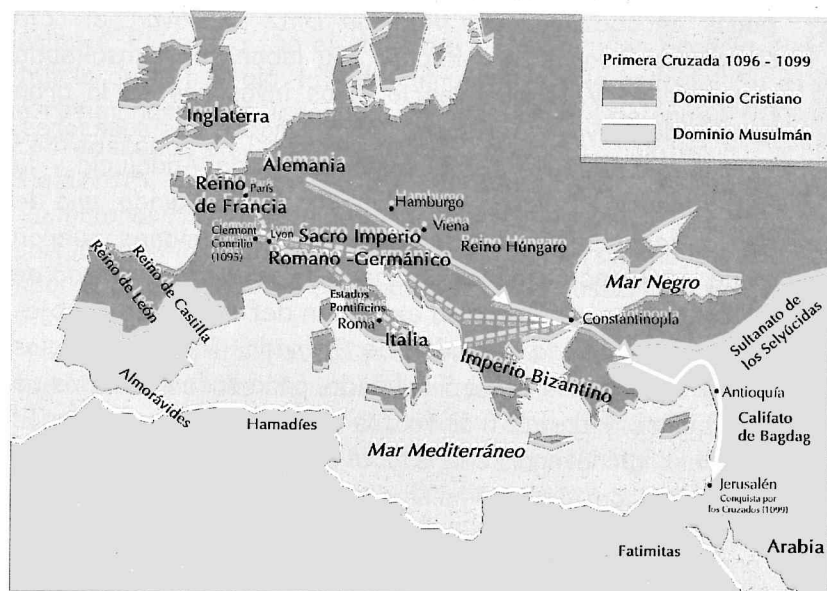 Primera Cruzada 1096 - 1099
Dominio Cristiano
Dominio Musulmán
Inglaterra
Alemania
Reino
de Francia
París
Hamburgo
Viena
Clermont
Concilio
(1095)
Lyon
Sacro Imperio
Romano -Germánico
Reino Húngaro
Mar Negro
Reino de León
Reino de Castilla
Estados
Pontificios
Roma
Italia
Constantinopla
Imperio Bizantino
Sultanato de
los Selyúcidas
Almorávides
Hamadíes
Mar Mediterráneo
Antioquía
Califato
de Bagdag
Jerusalén
Conquista por
los Cruzados (1099)
Fatimitas
Arabia